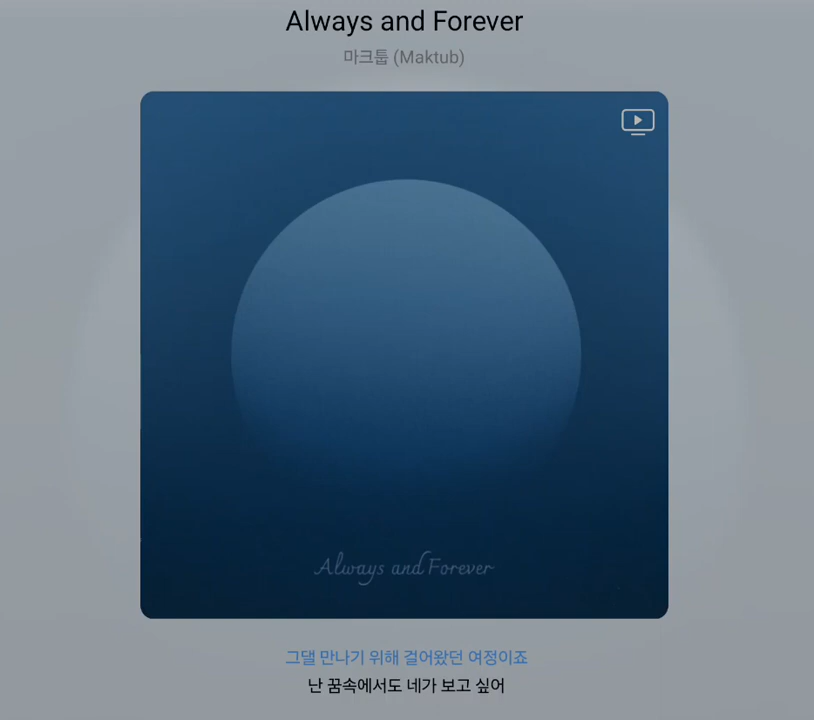 Always and Forever
마크툽 (Maktub)
Always and Forever
그댈 만나기 위해 걸어왔던 여정이죠
난 꿈속에서도 네가 보고 싶어